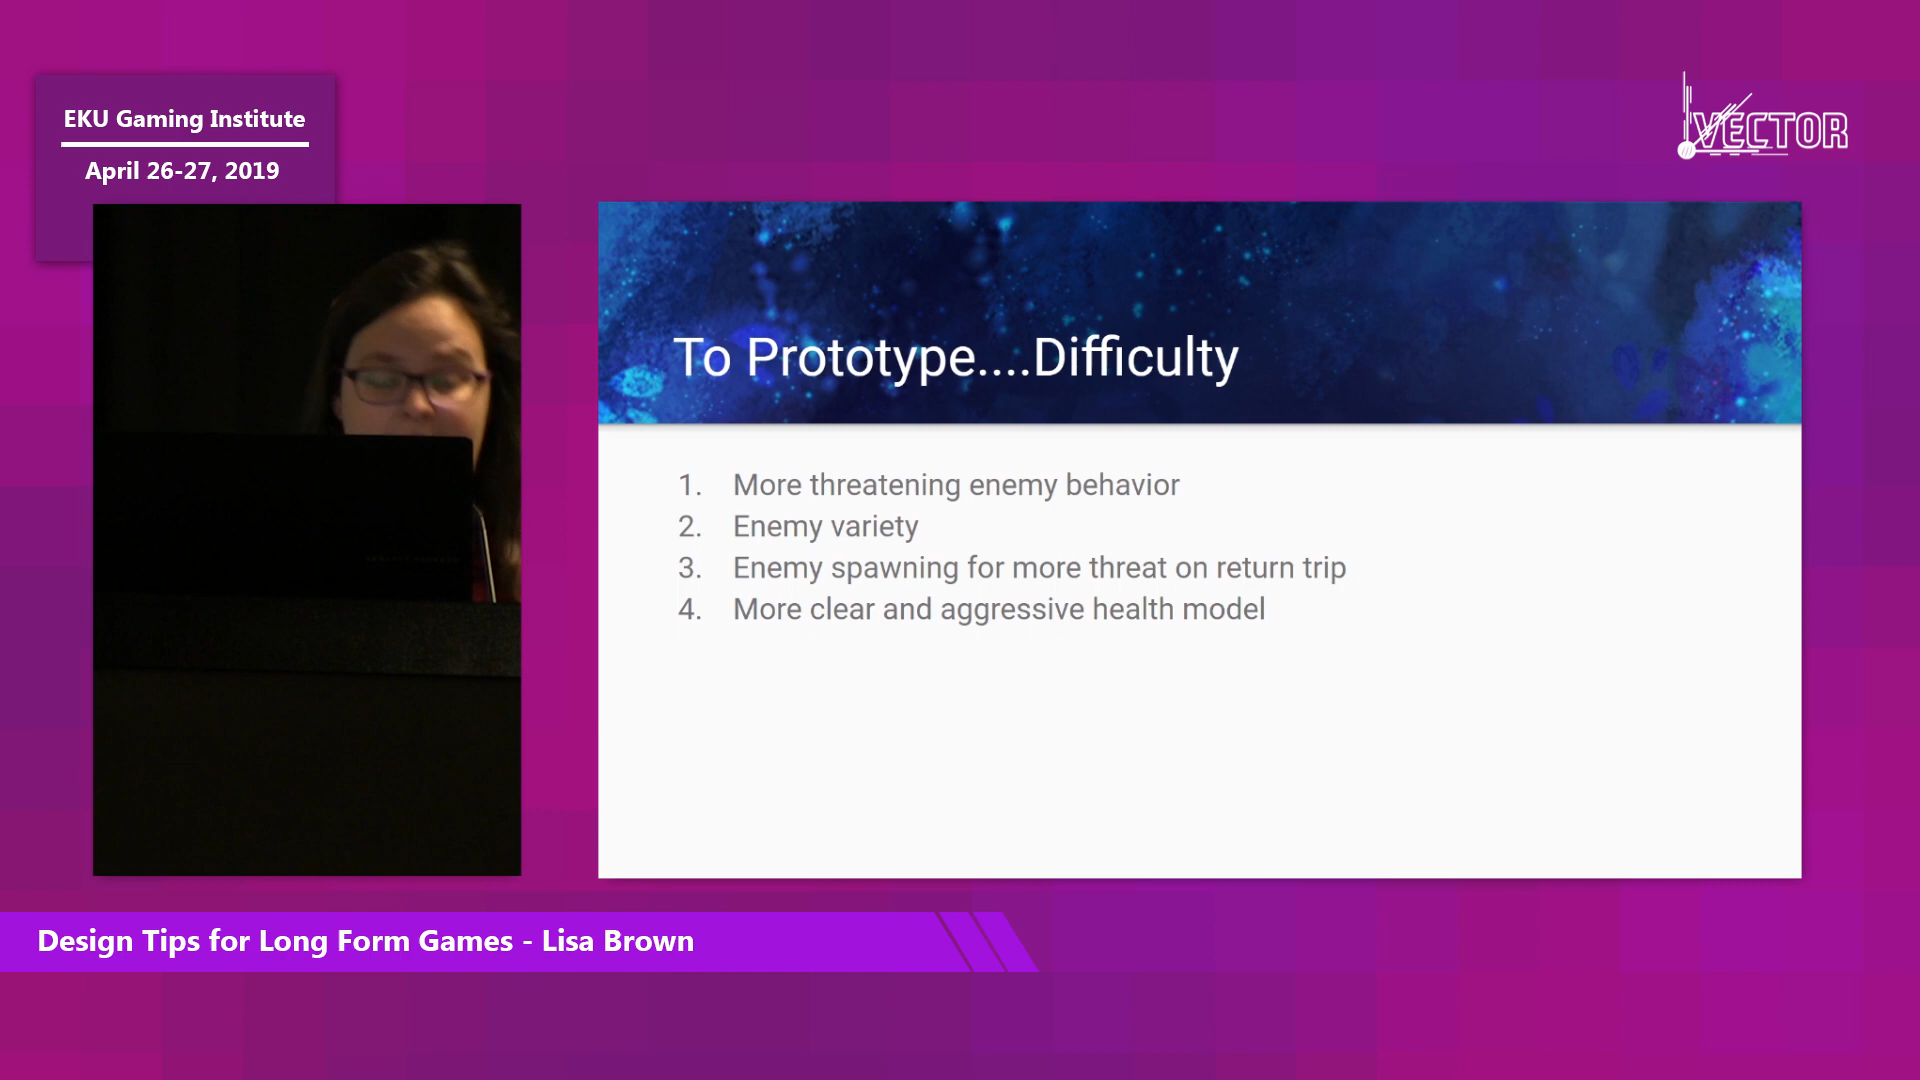 EKU Gaming Institute
April 26-27, 2019
VECTOR
To Prototype....Difficulty
1. More threatening enemy behavior
2. Enemy variety
3. Enemy spawning for more threat on return trip
4. More clear and aggressive health model
Design Tips for Long Form Games - Lisa Brown